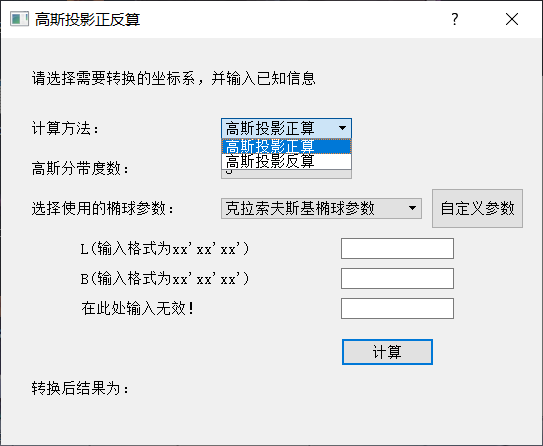 高斯投影正反算
?
请选择需要转换的坐标系，并输入已知信息
计算方法： 高斯投影正算
高斯投影正算
高斯投影反算
高斯分带度数：
选择使用的椭球参数： 克拉索夫斯基椭球参数 自定义参数
L(输入格式为xx'xx'xx')
B(输入格式为xx'xx'xx')
在此处输入无效！
计算
转换后结果为：